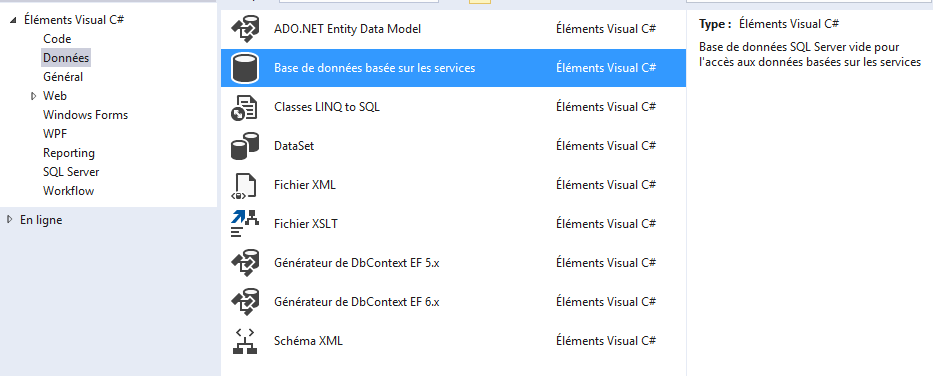 Éléments Visual C#
Code
Données
Général
Web
Windows Forms
WPF
Reporting
SQL Server
Workflow
En ligne
ADO.NET Entity Data Model Éléments Visual C#
Base de données basée sur les services Éléments Visual C#
Classes LINQ to SQL Éléments Visual C#
DataSet Éléments Visual C#
Fichier XML Éléments Visual C#
Fichier XSLT Éléments Visual C#
Générateur de DbContext EF 5.x Éléments Visual C#
Générateur de DbContext EF 6.x Éléments Visual C#
Schéma XML Éléments Visual C#
Type : Éléments Visual C#
Base de données SQL Server vide pour
l'accès aux données basées sur les services